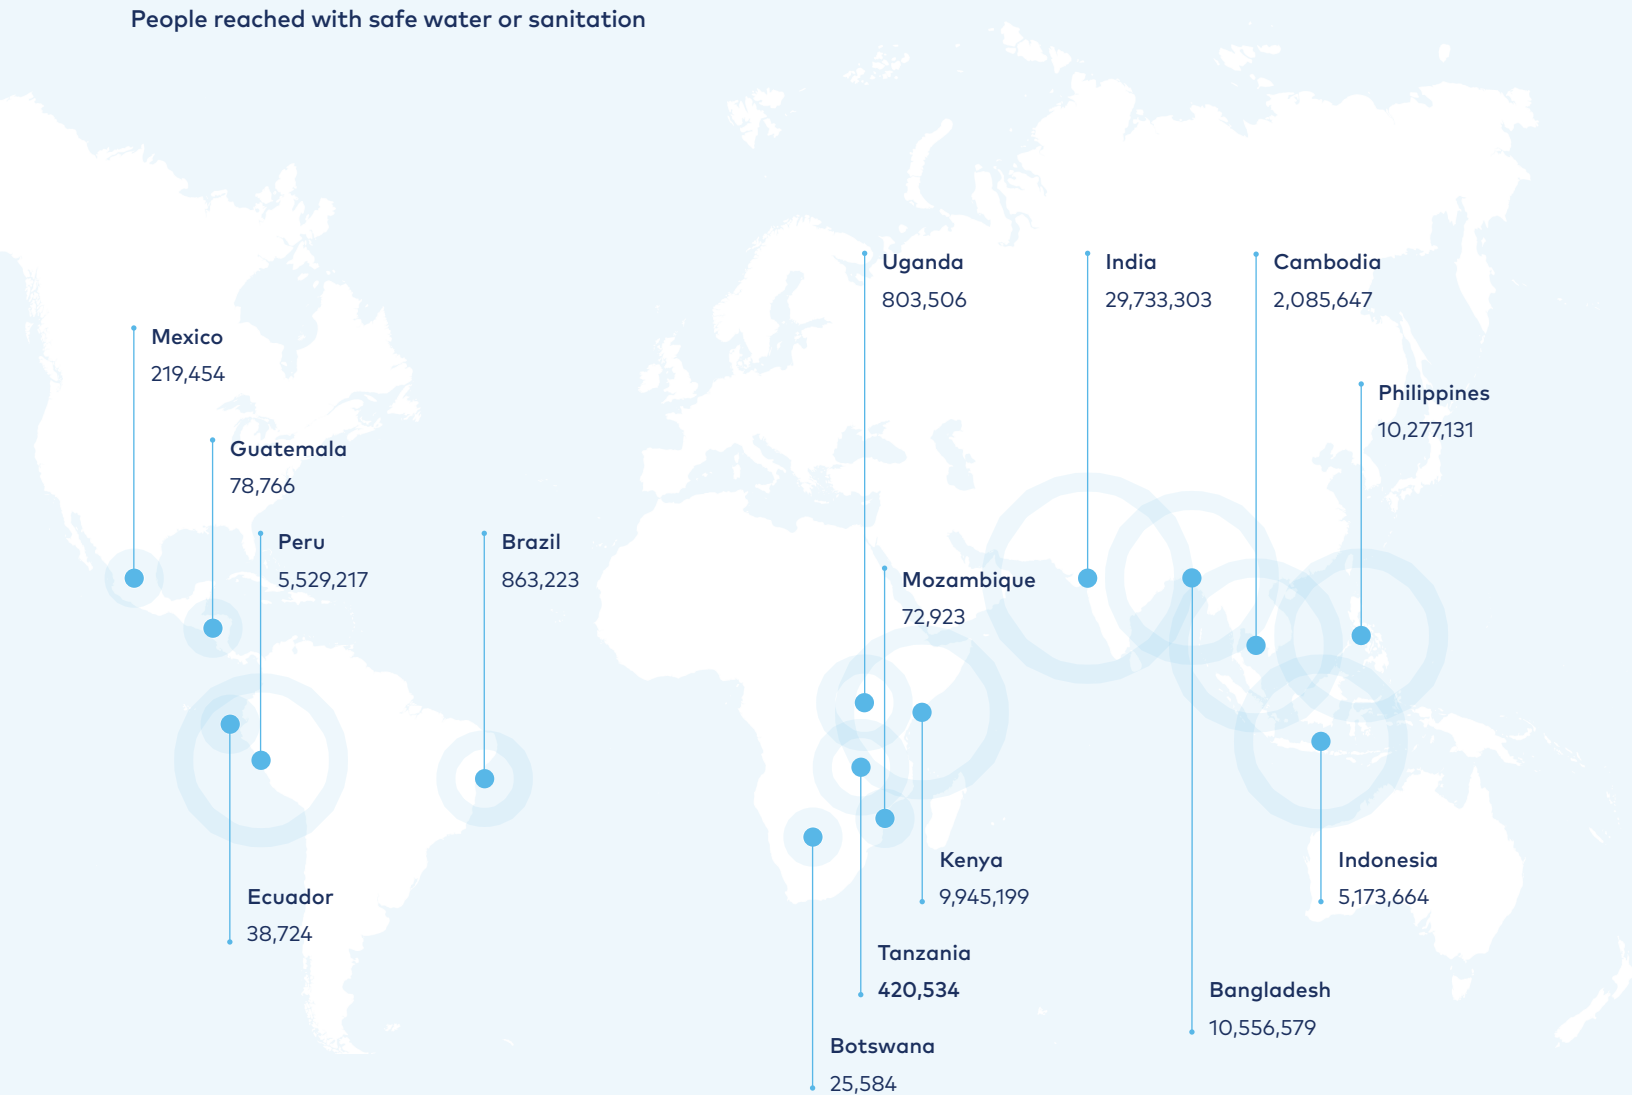 People reached with safe water or sanitation
Uganda
803,506
India
29,733,303
Cambodia
2,085,647
Mexico
219,454
Philippines
10,277,131
Guatemala
78,766
Peru
5,529,217
Brazil
863,223
Mozambique
72,923
Kenya
9,945,199
Indonesia
5,173,664
Ecuador
38,724
Tanzania
420,534
Bangladesh
10,556,579
Botswana
25,584